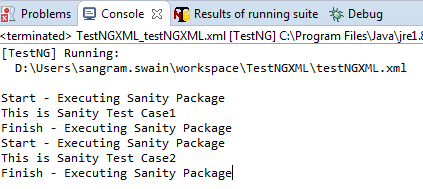 Problems Console Results of running suite Debug
<terminated> TestNGXML_testNGXML.xml [TestNG] C:\Program Files\Java\jre1.8
[TestNG] Running:
D:\Users\sangram.swain\workspace\TestNGXML\testNGXML.xml
Start - Executing Sanity Package
This is Sanity Test Case1
Finish - Executing Sanity Package
Start - Executing Sanity Package
This is Sanity Test Case2
Finish - Executing Sanity Package